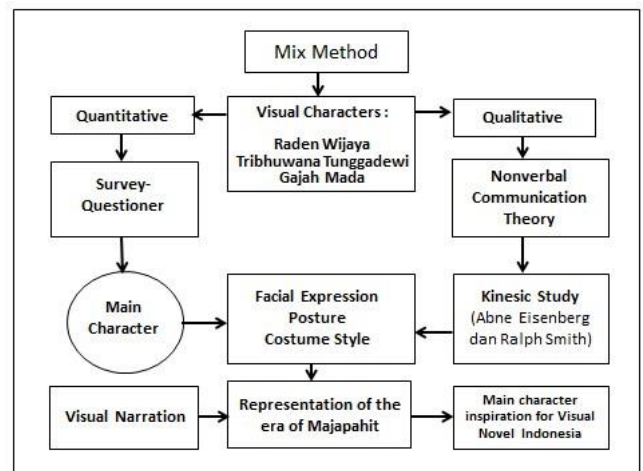 Mix Method
Quantitative
Visual Characters :
Raden Wijaya
Tribhuwana Tunggadewi
Gajah Mada
Qualitative
Survey-
Questioner
Nonverbal
Communication
Theory
Main
Character
Facial Expression
Posture
Costume Style
Kinesic Study
(Abne Eisenberg
dan Ralph Smith)
Visual Narration
Representation of the
era of Majapahit
Main character
inspiration for Visual
Novel Indonesia